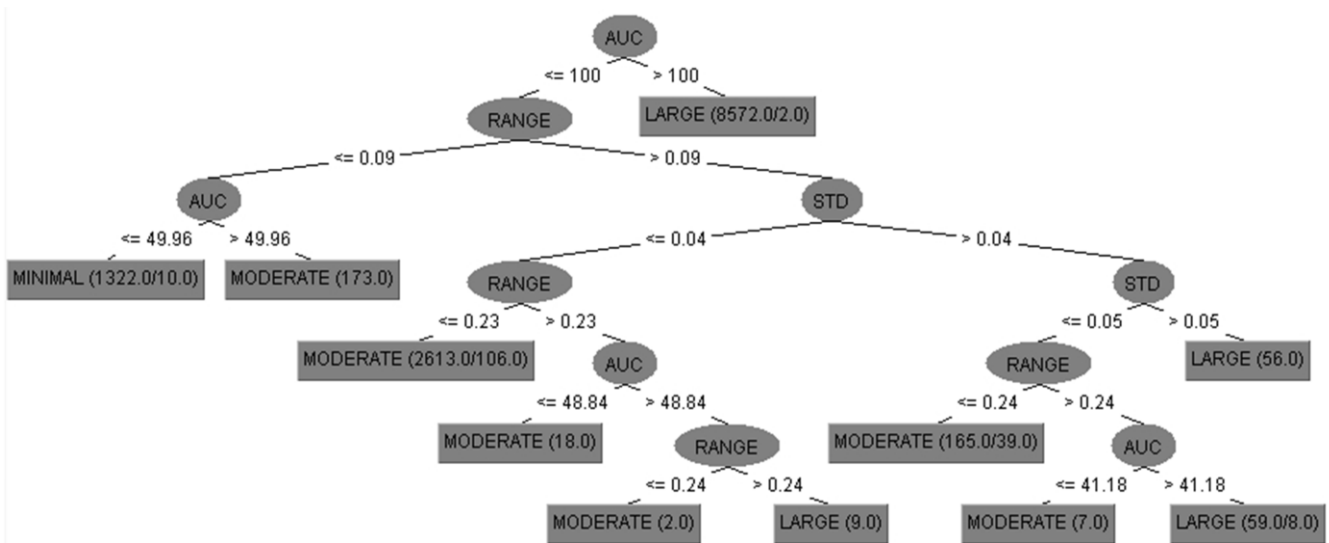 AUC
<= 100 > 100
RANGE LARGE (8572.0/2.0)
<= 0.09 > 0.09
AUC STD
<= 49.96 > 49.96 <= 0.04 > 0.04
MINIMAL (1322.0/10.0) MODERATE (173.0) RANGE STD
<= 0.23 > 0.23 <= 0.05 > 0.05
MODERATE (2613.0/106.0) AUC RANGE LARGE (56.0)
<= 48.84 > 48.84 <= 0.24 > 0.24
MODERATE (18.0) RANGE MODERATE (165.0/39.0) AUC
<= 0.24 > 0.24 <= 41.18 > 41.18
MODERATE (2.0) LARGE (9.0) MODERATE (7.0) LARGE (59.0/8.0)